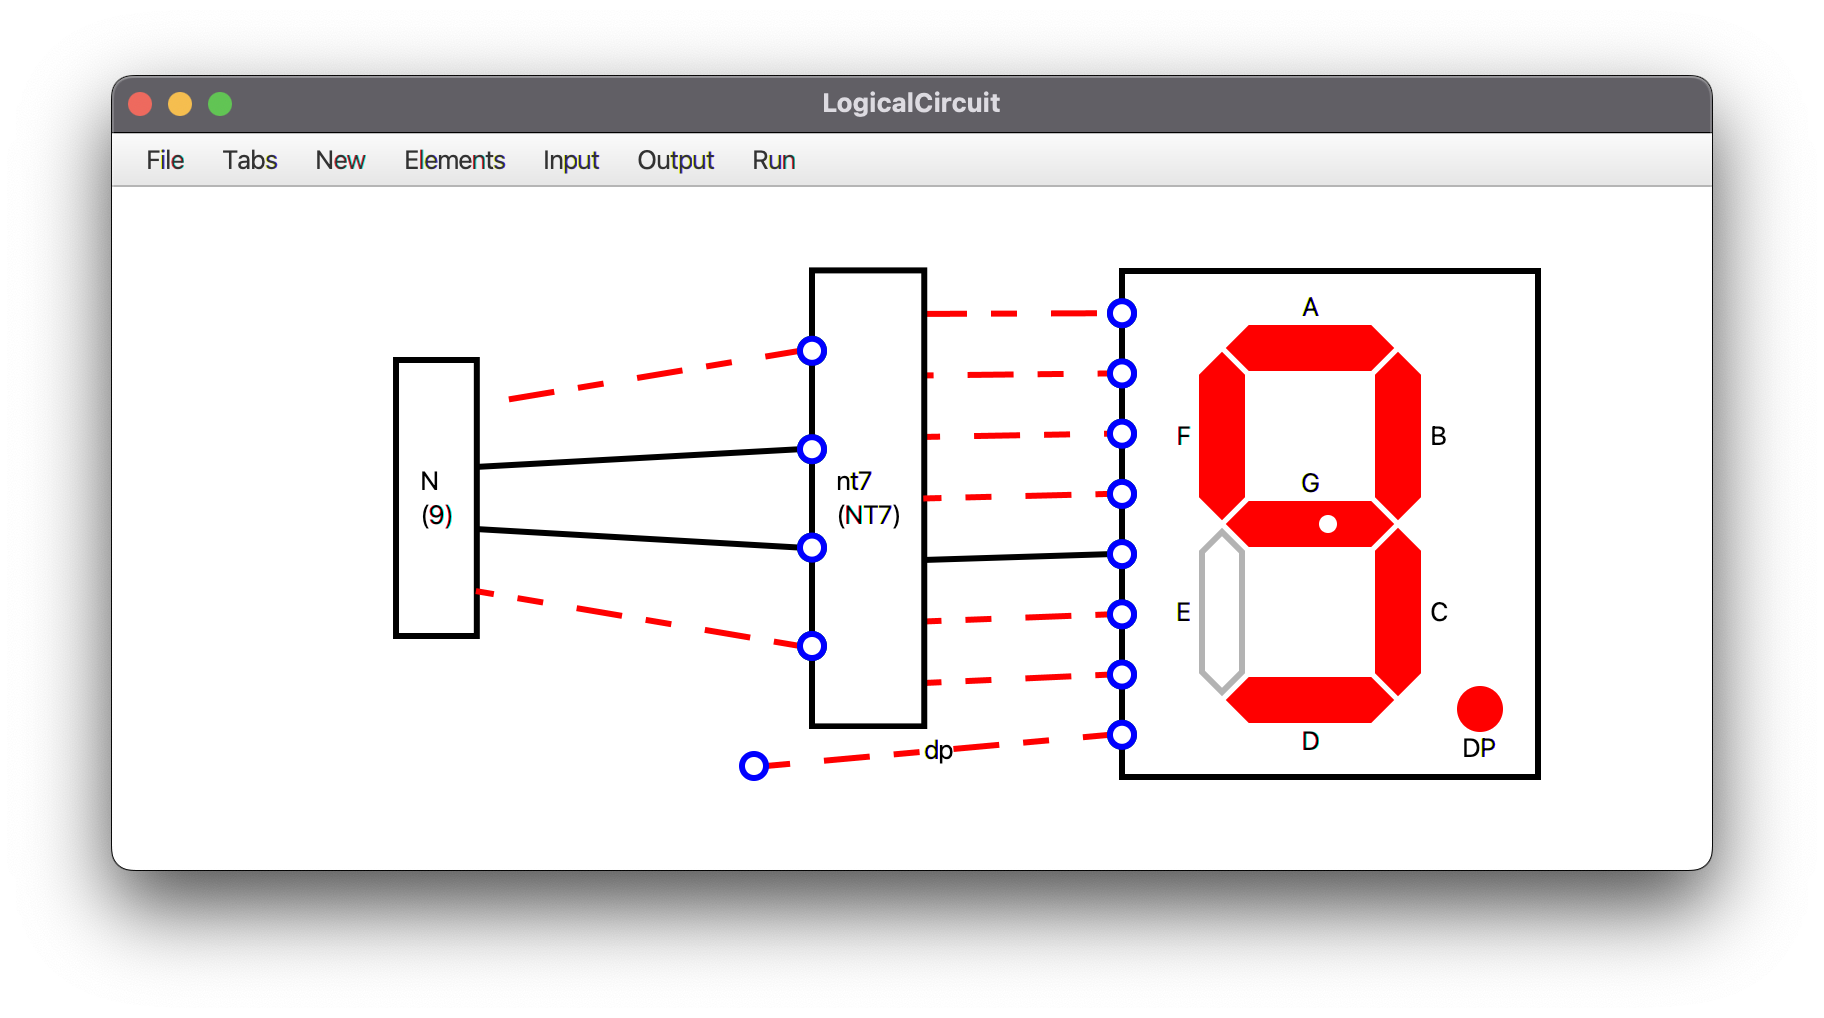 LogicalCircuit
File Tabs New Elements Input Output Run
N
(9)
nt7
(NT7)
dp
A
F
B
G
E
C
D
DP